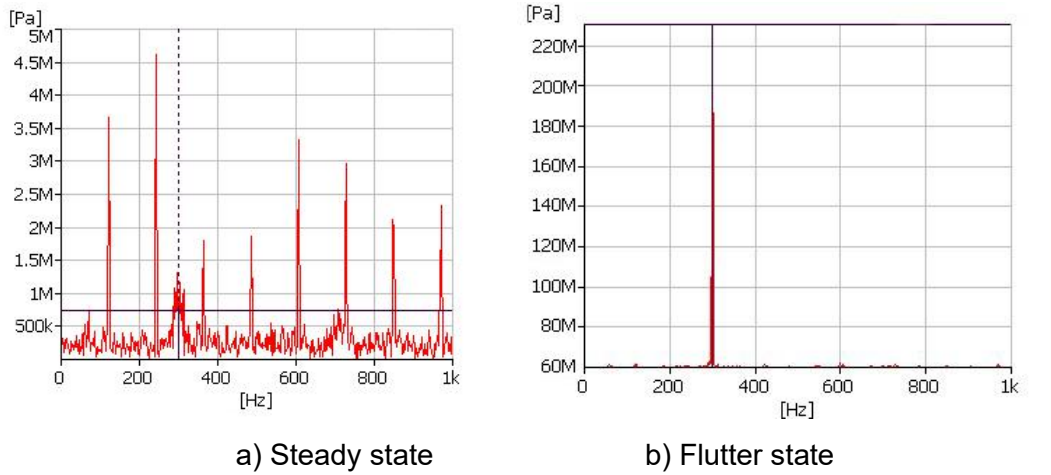 [Pa]
5M
4.5M
4M
3.5M
3M
2.5M
2M
1.5M
1M
500k
0 200 400 600 800 1k
[Hz]
a) Steady state
[Pa]
220M
200M
180M
160M
140M
120M
100M
80M
60M
0 200 400 600 800 1k
[Hz]
b) Flutter state